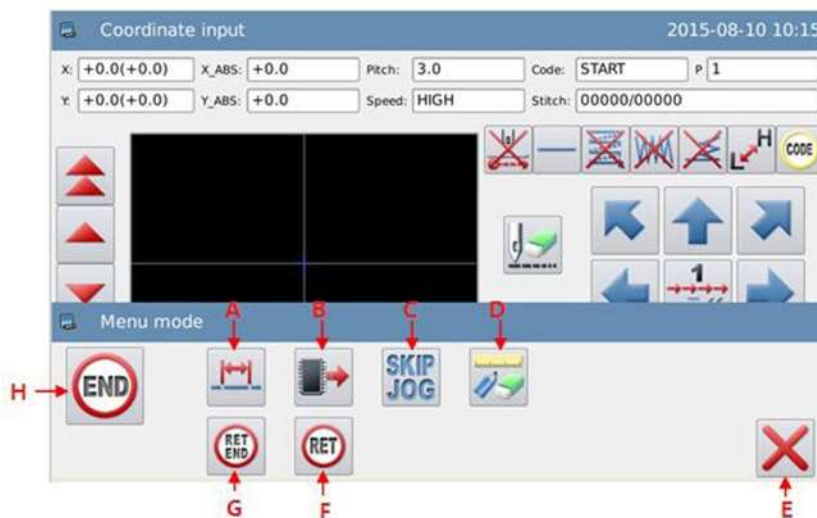 Coordinate input 2015-08-10 10:15
X: +0.0(+0.0) X_ABS: +0.0 Pitch: 3.0 Code: START P 1
Y: +0.0(+0.0) Y_ABS: +0.0 Speed: HIGH Stitch: 00000/00000
L H CODE
1
Menu mode
A B C D
H END SKIP JOG
RET END RET
G F E